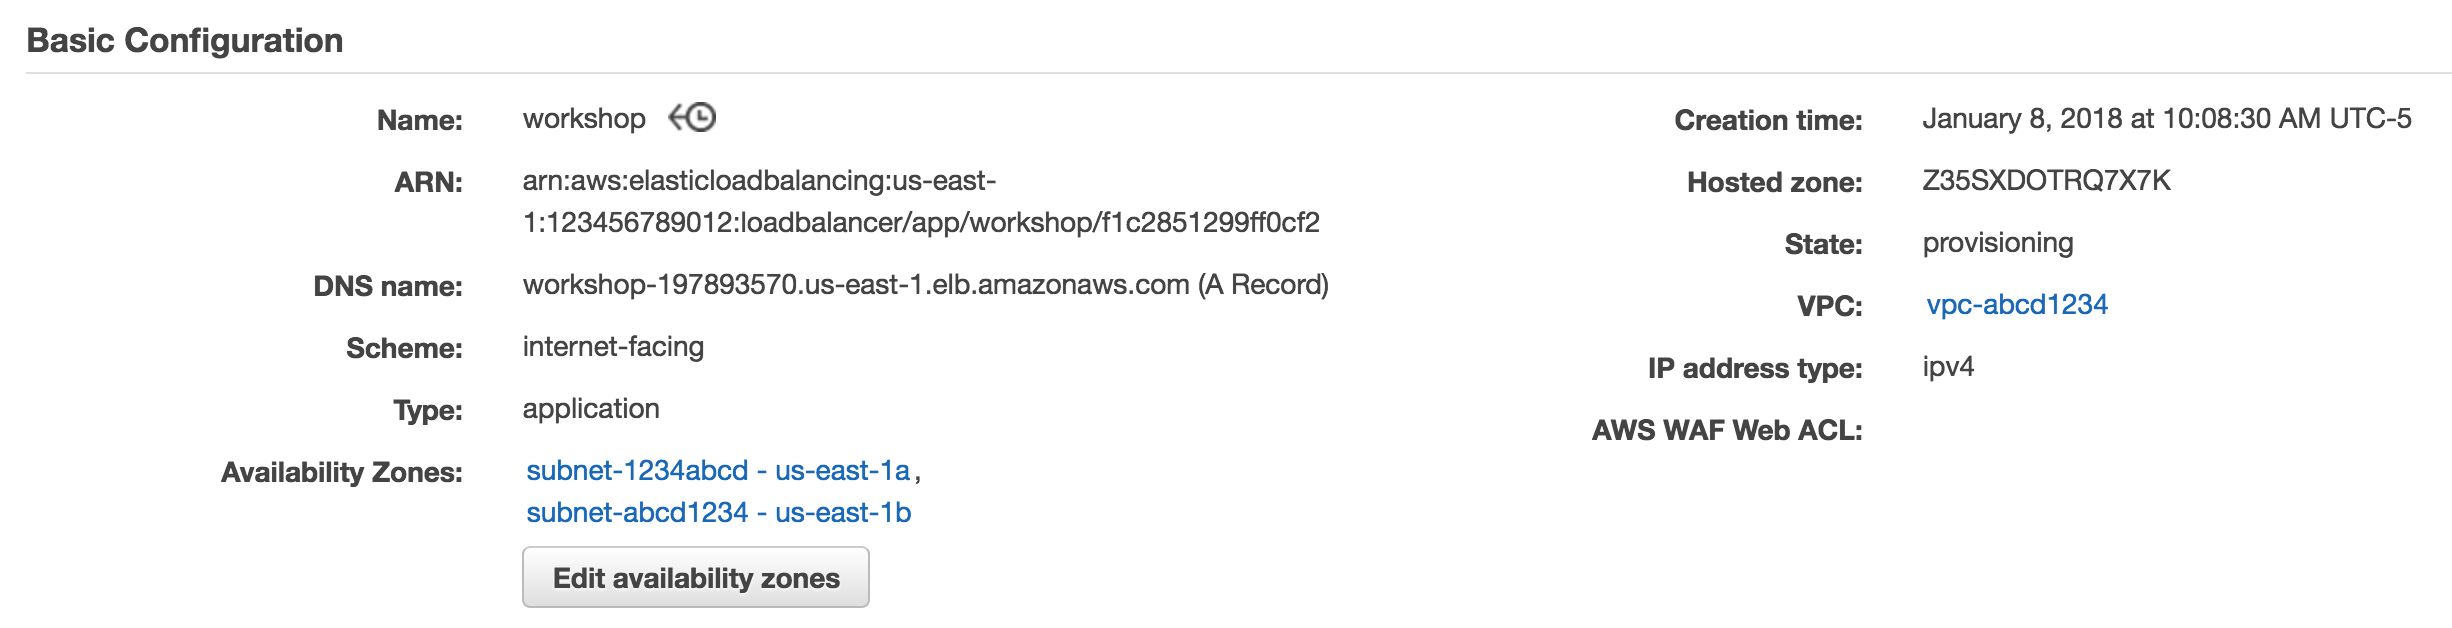 Basic Configuration
Name: workshop
ARN: arn:aws:elasticloadbalancing:us-east-
1:123456789012:loadbalancer/app/workshop/f1c2851299ff0cf2
DNS name: workshop-197893570.us-east-1.elb.amazonaws.com (A Record)
Scheme: internet-facing
Type: application
Availability Zones: subnet-1234abcd - us-east-1a,
subnet-abcd1234 - us-east-1b
Edit availability zones
Creation time: January 8, 2018 at 10:08:30 AM UTC-5
Hosted zone: Z35SXDOTRQ7X7K
State: provisioning
VPC: vpc-abcd1234
IP address type: ipv4
AWS WAF Web ACL: